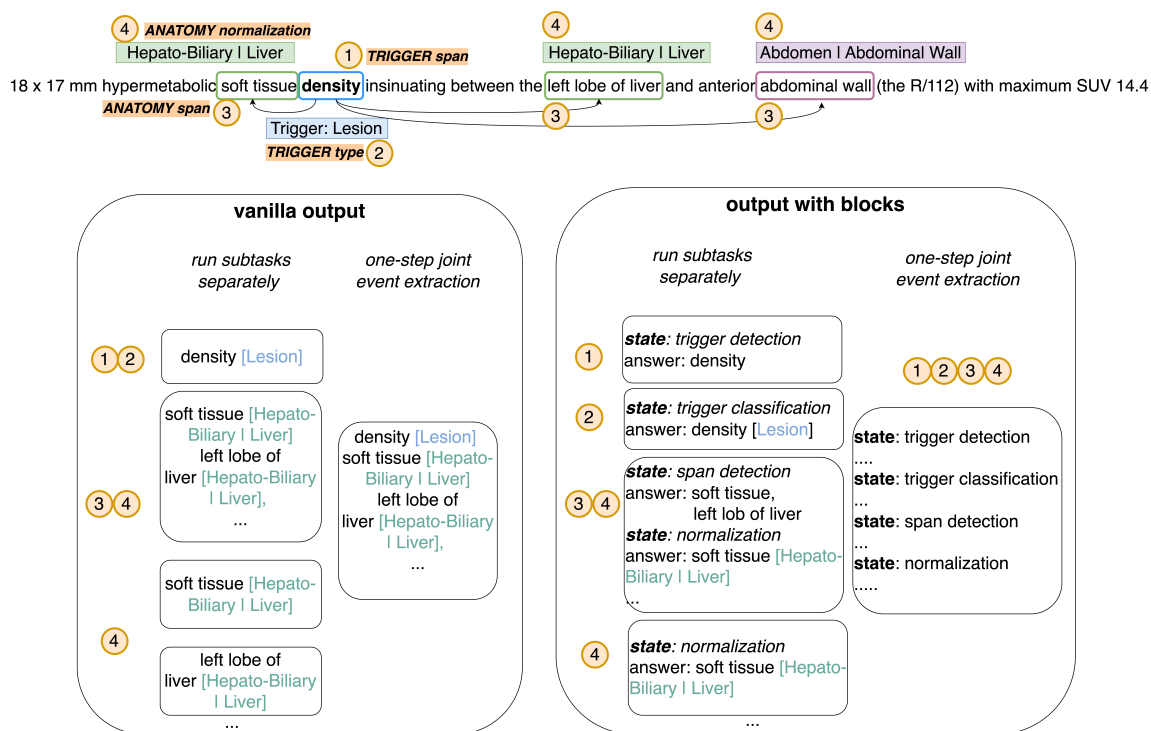 4 ANATOMY normalization 4 4
Hepato-Biliary | Liver 1 TRIGGER span Hepato-Biliary | Liver Abdomen | Abdominal Wall
18 x 17 mm hypermetabolic soft tissue density insinuating between the left lobe of liver and anterior abdominal wall (the R/112) with maximum SUV 14.4
ANATOMY span 3 3 3
Trigger: Lesion
TRIGGER type 2
vanilla output
run subtasks
separately
one-step joint
event extraction
1 2
density [Lesion]
3 4
soft tissue [Hepato-
Biliary | Liver]
left lobe of
liver [Hepato-Biliary
| Liver],
...
4
soft tissue [Hepato-
Biliary | Liver]
left lobe of
liver [Hepato-Biliary
| Liver]
...
density [Lesion]
soft tissue [Hepato-
Biliary | Liver]
left lobe of
liver [Hepato-Biliary
| Liver],
...
output with blocks
run subtasks
separately
one-step joint
event extraction
1
state: trigger detection
answer: density
2
state: trigger classification
answer: density [Lesion]
3 4
state: span detection
answer: soft tissue,
left lob of liver
state: normalization
answer: soft tissue [Hepato-
Biliary | Liver]
...
4
state: normalization
answer: soft tissue [Hepato-
Biliary | Liver]
...
1 2 3 4
state: trigger detection
....
state: trigger classification
...
state: span detection
...
state: normalization
.....